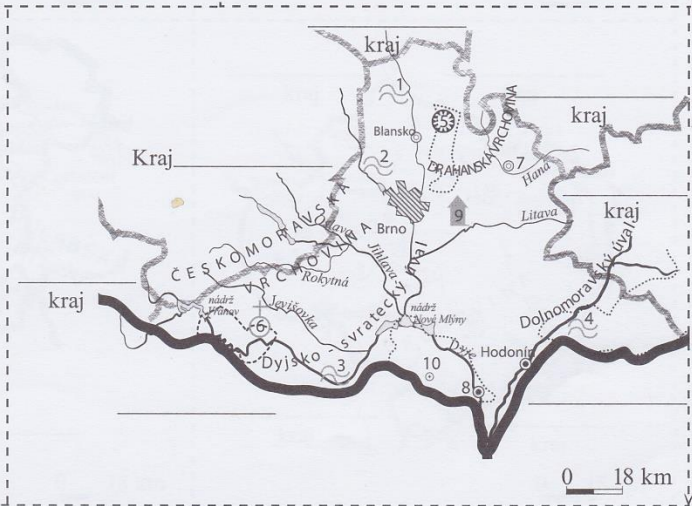 kraj
1
5
Blansko
DRAHANSKÁ VRCHOVINA
kraj
2
7
Haná
Kraj
kraj
Brno
9
Litava
ČESKOMORAVSKÁ
VRCHOVINA
Jihlava
Rokytná
Dolnomoravský úval
kraj
nádrž
Vranov
Jevišovka
6
nádrž
Nové Mlýny
Dyje
4
Dyjsko - svratecký úval
Hodonín
3
10
8
0 18 km